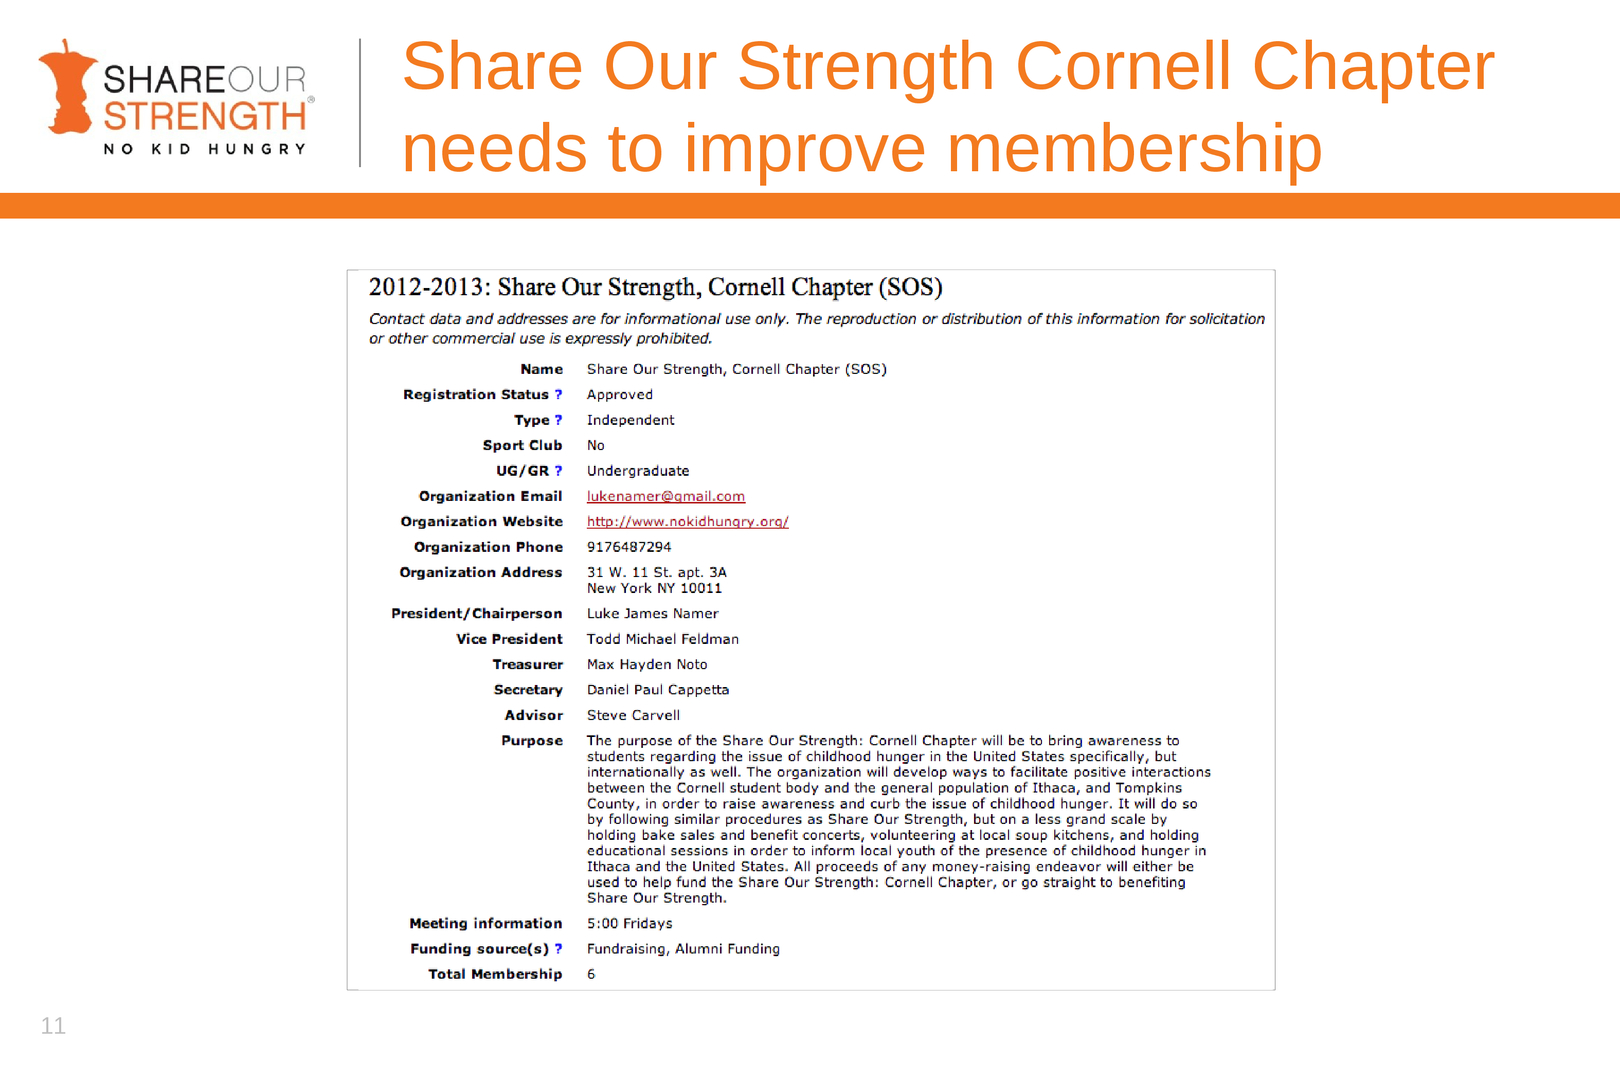 SHAREOUR
STRENGTH®
NO KID HUNGRY
Share Our Strength Cornell Chapter
needs to improve membership
2012-2013: Share Our Strength, Cornell Chapter (SOS)
Contact data and addresses are for informational use only. The reproduction or distribution of this information for solicitation
or other commercial use is expressly prohibited.
Name Share Our Strength, Cornell Chapter (SOS)
Registration Status ? Approved
Type ? Independent
Sport Club No
UG/GR ? Undergraduate
Organization Email lukenamer@gmail.com
Organization Website http://www.nokidhungry.org/
Organization Phone 9176487294
Organization Address 31 W. 11 St. apt. 3A
New York NY 10011
President/Chairperson Luke James Namer
Vice President Todd Michael Feldman
Treasurer Max Hayden Noto
Secretary Daniel Paul Cappetta
Advisor Steve Carvell
Purpose The purpose of the Share Our Strength: Cornell Chapter will be to bring awareness to
students regarding the issue of childhood hunger in the United States specifically, but
internationally as well. The organization will develop ways to facilitate positive interactions
between the Cornell student body and the general population of Ithaca, and Tompkins
County, in order to raise awareness and curb the issue of childhood hunger. It will do so
by following similar procedures as Share Our Strength, but on a less grand scale by
holding bake sales and benefit concerts, volunteering at local soup kitchens, and holding
educational sessions in order to inform local youth of the presence of childhood hunger in
Ithaca and the United States. All proceeds of any money-raising endeavor will either be
used to help fund the Share Our Strength: Cornell Chapter, or go straight to benefiting
Share Our Strength.
Meeting information 5:00 Fridays
Funding source(s) ? Fundraising, Alumni Funding
Total Membership 6
11